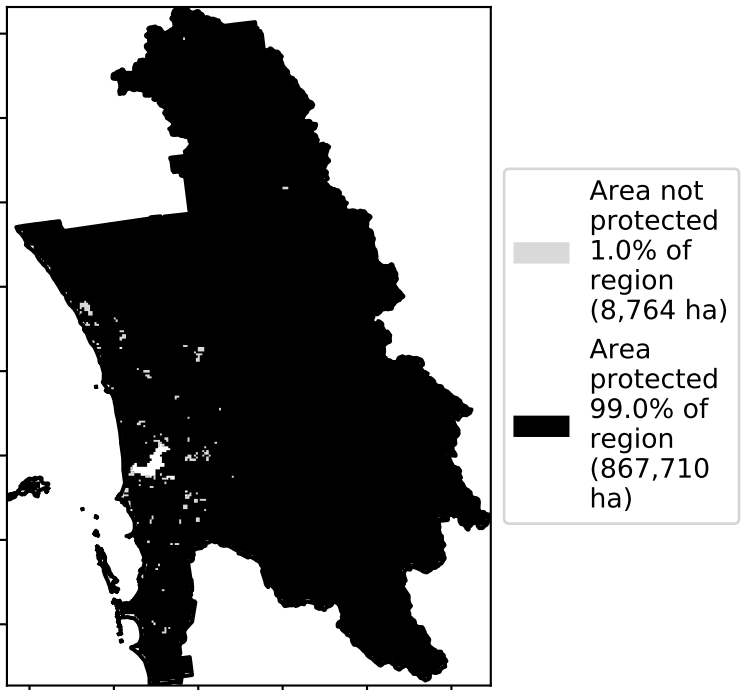 Area not
protected
1.0% of
region
(8,764 ha)
Area
protected
99.0% of
region
(867,710
ha)